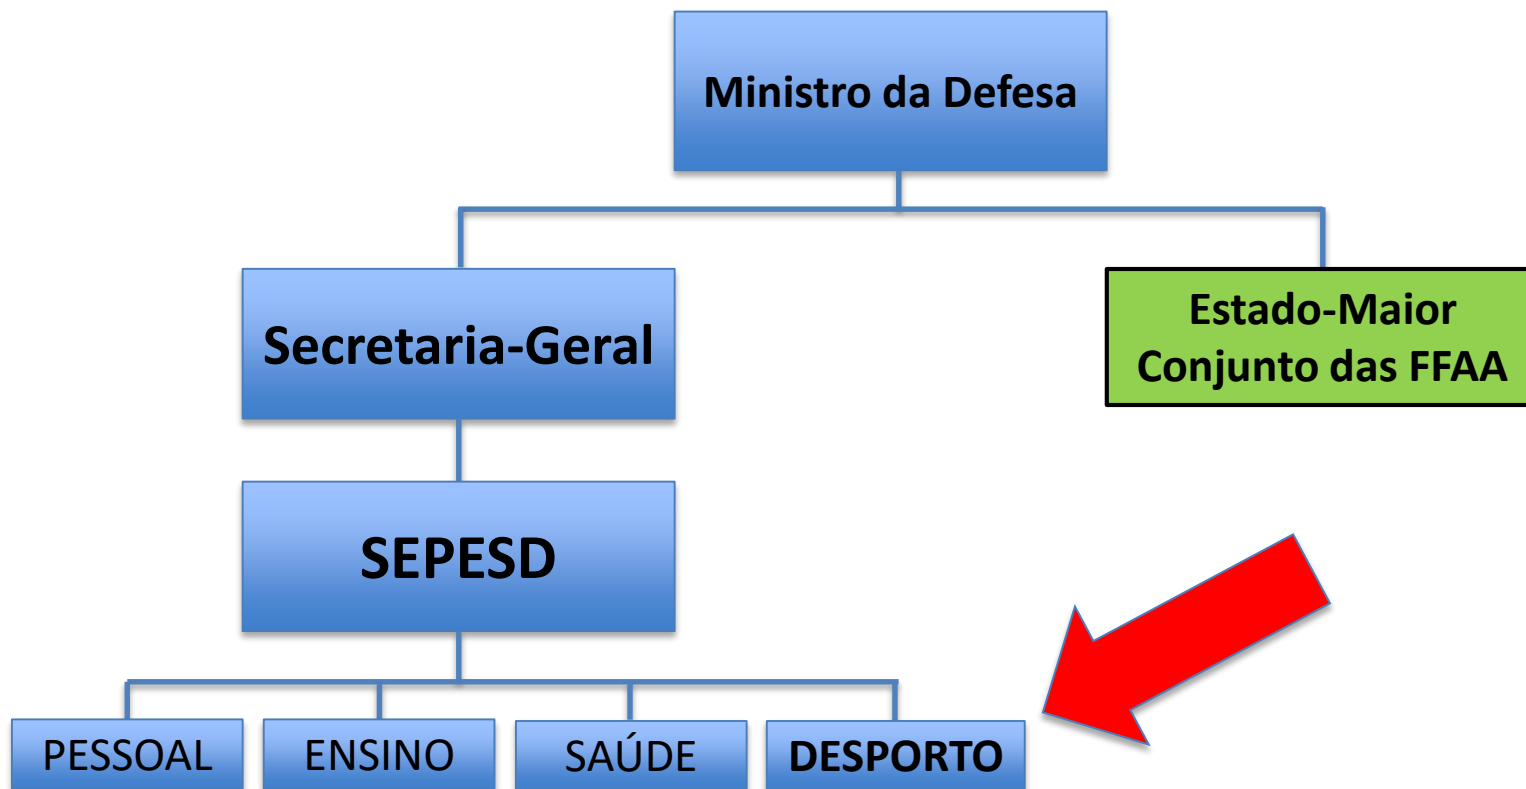 Ministro da Defesa
Secretaria-Geral
Estado-Maior
Conjunto das FFAA
SEPESD
PESSOAL
ENSINO
SAÚDE
DESPORTO